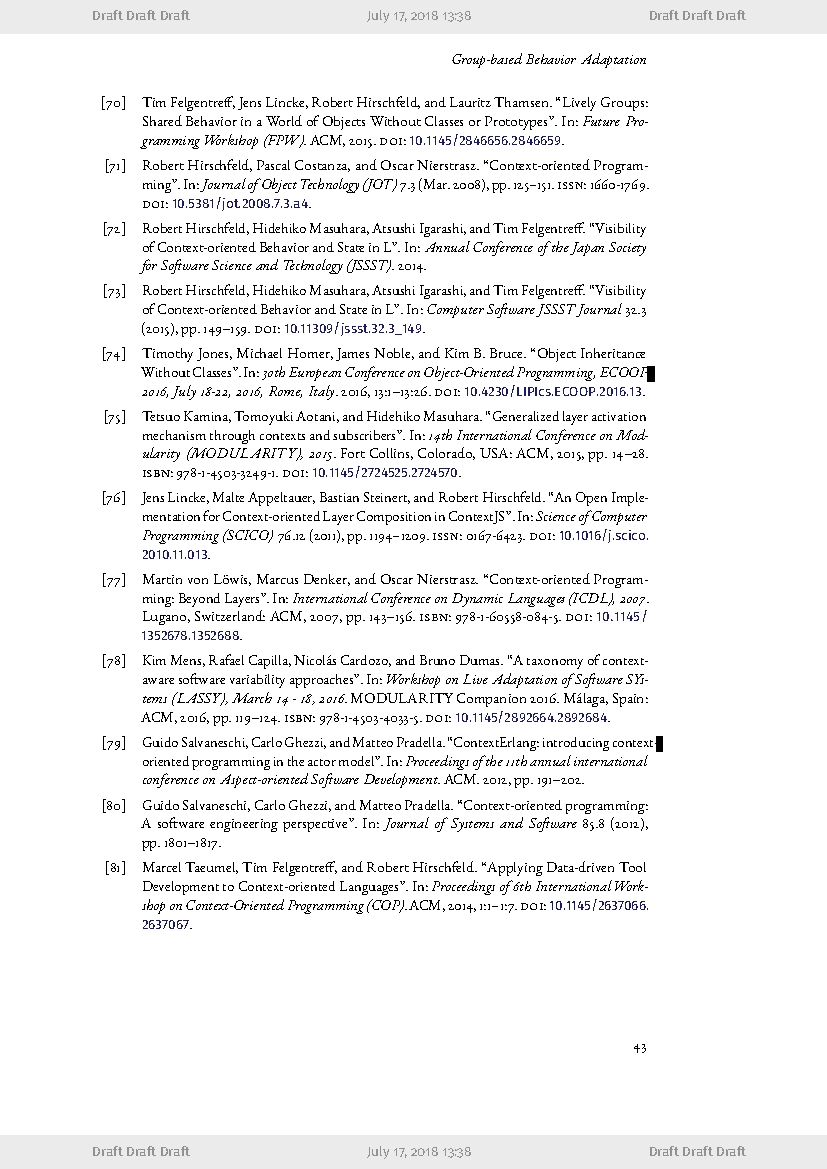 Draft Draft Draft July 17, 2018 13:38 Draft Draft Draft
Group-based Behavior Adaptation
[70] Tim Felgentreff, Jens Lincke, Robert Hirschfeld, and Lauritz Thamsen. “Lively Groups:
Shared Behavior in a World of Objects Without Classes or Prototypes”. In: Future Pro-
gramming Workshop (FPW). ACM, 2015. DOI: 10.1145/2846656.2846659.
[71] Robert Hirschfeld, Pascal Costanza, and Oscar Nierstrasz. “Context-oriented Program-
ming”. In: Journal of Object Technology (JOT) 7.3 (Mar. 2008), pp. 125–151. ISSN: 1660-1769.
DOI: 10.5381/jot.2008.7.3.a4.
[72] Robert Hirschfeld, Hidehiko Masuhara, Atsushi Igarashi, and Tim Felgentreff. “Visibility
of Context-oriented Behavior and State in L”. In: Annual Conference of the Japan Society
for Software Science and Technology (JSSST). 2014.
[73] Robert Hirschfeld, Hidehiko Masuhara, Atsushi Igarashi, and Tim Felgentreff. “Visibility
of Context-oriented Behavior and State in L”. In: Computer Software JSSST Journal 32.3
(2015), pp. 149–159. DOI: 10.11309/jssst.32.3_149.
[74] Timothy Jones, Michael Homer, James Noble, and Kim B. Bruce. “Object Inheritance
Without Classes”. In: 30th European Conference on Object-Oriented Programming, ECOOP
2016, July 18-22, 2016, Rome, Italy. 2016, 13:1–13:26. DOI: 10.4230/LIPIcs.ECOOP.2016.13.
[75] Tetsuo Kamina, Tomoyuki Aotani, and Hidehiko Masuhara. “Generalized layer activation
mechanism through contexts and subscribers”. In: 14th International Conference on Mod-
ularity (MODULARITY), 2015. Fort Collins, Colorado, USA: ACM, 2015, pp. 14–28.
ISBN: 978-1-4503-3249-1. DOI: 10.1145/2724525.2724570.
[76] Jens Lincke, Malte Appeltauer, Bastian Steinert, and Robert Hirschfeld. “An Open Imple-
mentation for Context-oriented Layer Composition in ContextJS”. In: Science of Computer
Programming (SCICO) 76.12 (2011), pp. 1194–1209. ISSN: 0167-6423. DOI: 10.1016/j.scico.
2010.11.013.
[77] Martin von Löwis, Marcus Denker, and Oscar Nierstrasz. “Context-oriented Program-
ming: Beyond Layers”. In: International Conference on Dynamic Languages (ICDL), 2007.
Lugano, Switzerland: ACM, 2007, pp. 143–156. ISBN: 978-1-60558-084-5. DOI: 10.1145/
1352678.1352688.
[78] Kim Mens, Rafael Capilla, Nicolás Cardozo, and Bruno Dumas. “A taxonomy of context-
aware software variability approaches”. In: Workshop on Live Adaptation of Software SYs-
tems (LASSY), March 14 - 18, 2016. MODULARITY Companion 2016. Málaga, Spain:
ACM, 2016, pp. 119–124. ISBN: 978-1-4503-4033-5. DOI: 10.1145/2892664.2892684.
[79] Guido Salvaneschi, Carlo Ghezzi, and Matteo Pradella. “ContextErlang: introducing context-
oriented programming in the actor model”. In: Proceedings of the 11th annual international
conference on Aspect-oriented Software Development. ACM. 2012, pp. 191–202.
[80] Guido Salvaneschi, Carlo Ghezzi, and Matteo Pradella. “Context-oriented programming:
A software engineering perspective”. In: Journal of Systems and Software 85.8 (2012),
pp. 1801–1817.
[81] Marcel Taeumel, Tim Felgentreff, and Robert Hirschfeld. “Applying Data-driven Tool
Development to Context-oriented Languages”. In: Proceedings of 6th International Work-
shop on Context-Oriented Programming (COP). ACM, 2014, 1:1–1:7. DOI: 10.1145/2637066.
2637067.
43
Draft Draft Draft July 17, 2018 13:38 Draft Draft Draft